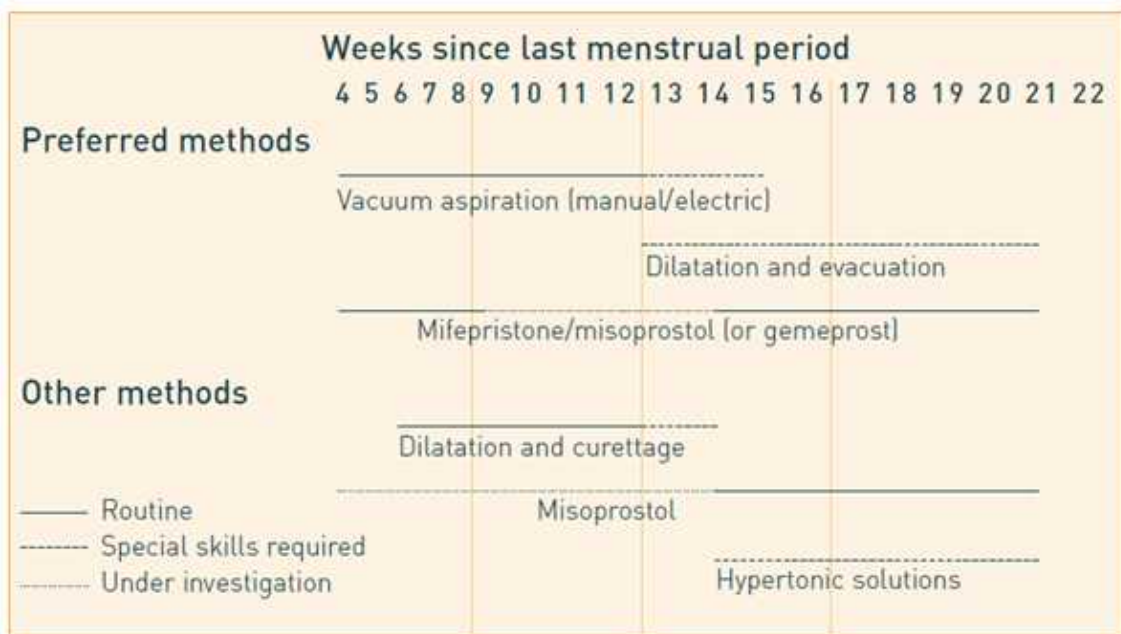 Weeks since last menstrual period
4 5 6 7 8 9 10 11 12 13 14 15 16 17 18 19 20 21 22
Preferred methods
Vacuum aspiration (manual/electric)
Dilatation and evacuation
Mifepristone/misoprostol (or gemeprost)
Other methods
Dilatation and curettage
Misoprostol
Routine
Special skills required
Under investigation
Hypertonic solutions